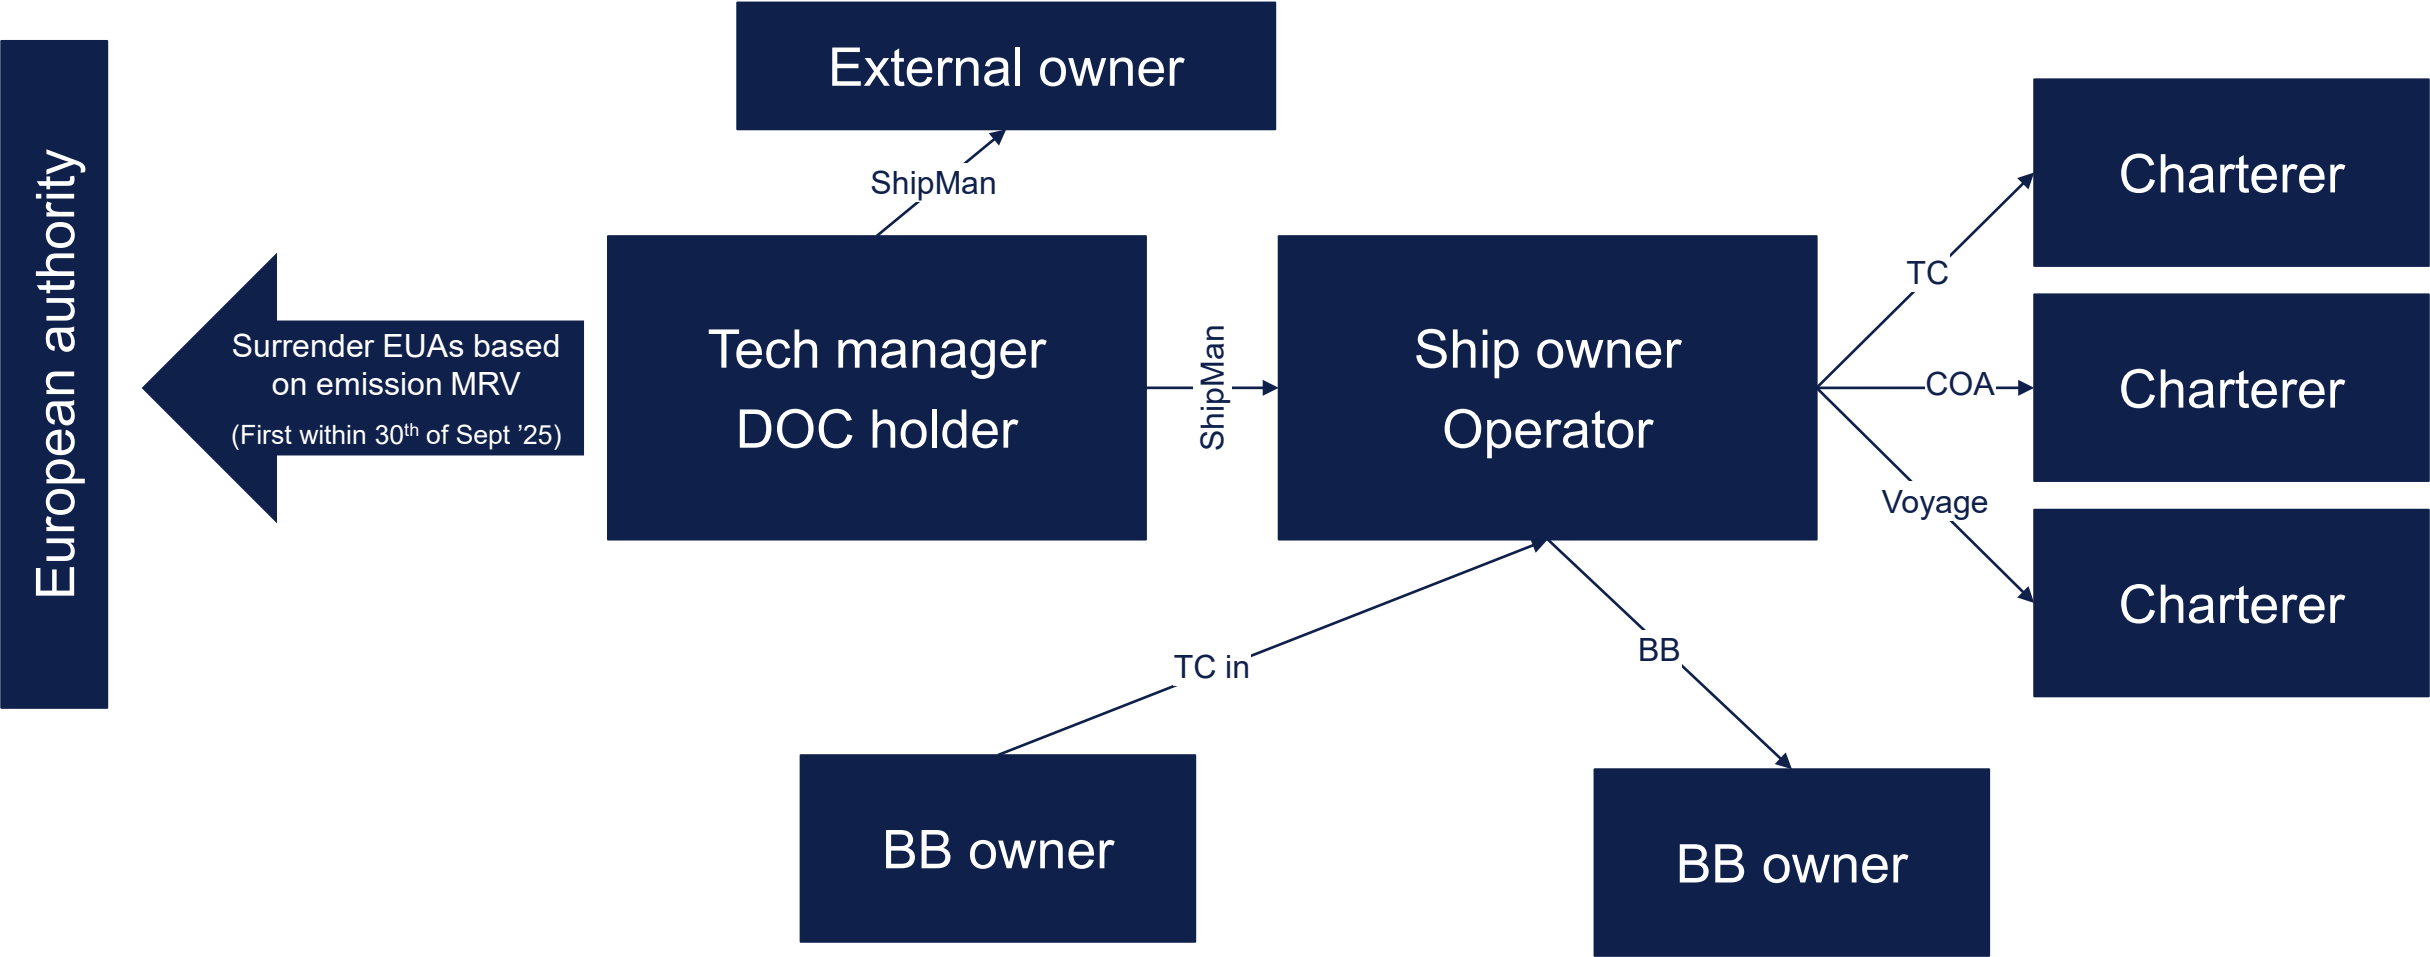 External owner
European authority
ShipMan
Surrender EUAs based
on emission MRV
(First within 30th of Sept ’25)
Tech manager
DOC holder
ShipMan
Ship owner
Operator
TC
COA
Voyage
Charterer
Charterer
Charterer
TC in
BB
BB owner
BB owner